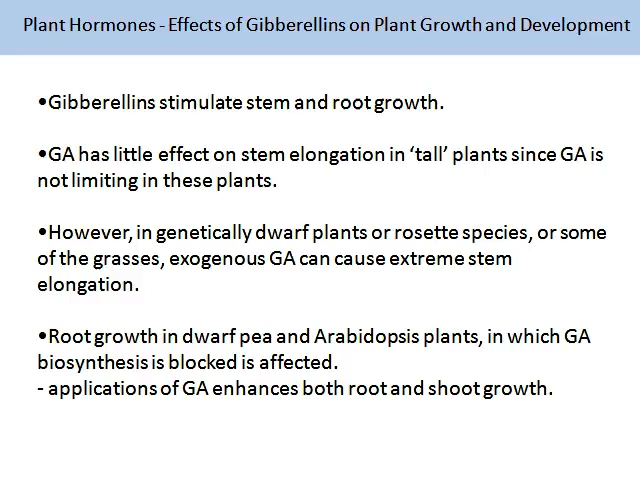 Plant Hormones - Effects of Gibberellins on Plant Growth and Development
•Gibberellins stimulate stem and root growth.
•GA has little effect on stem elongation in ‘tall’ plants since GA is
not limiting in these plants.
•However, in genetically dwarf plants or rosette species, or some
of the grasses, exogenous GA can cause extreme stem
elongation.
•Root growth in dwarf pea and Arabidopsis plants, in which GA
biosynthesis is blocked is affected.
- applications of GA enhances both root and shoot growth.